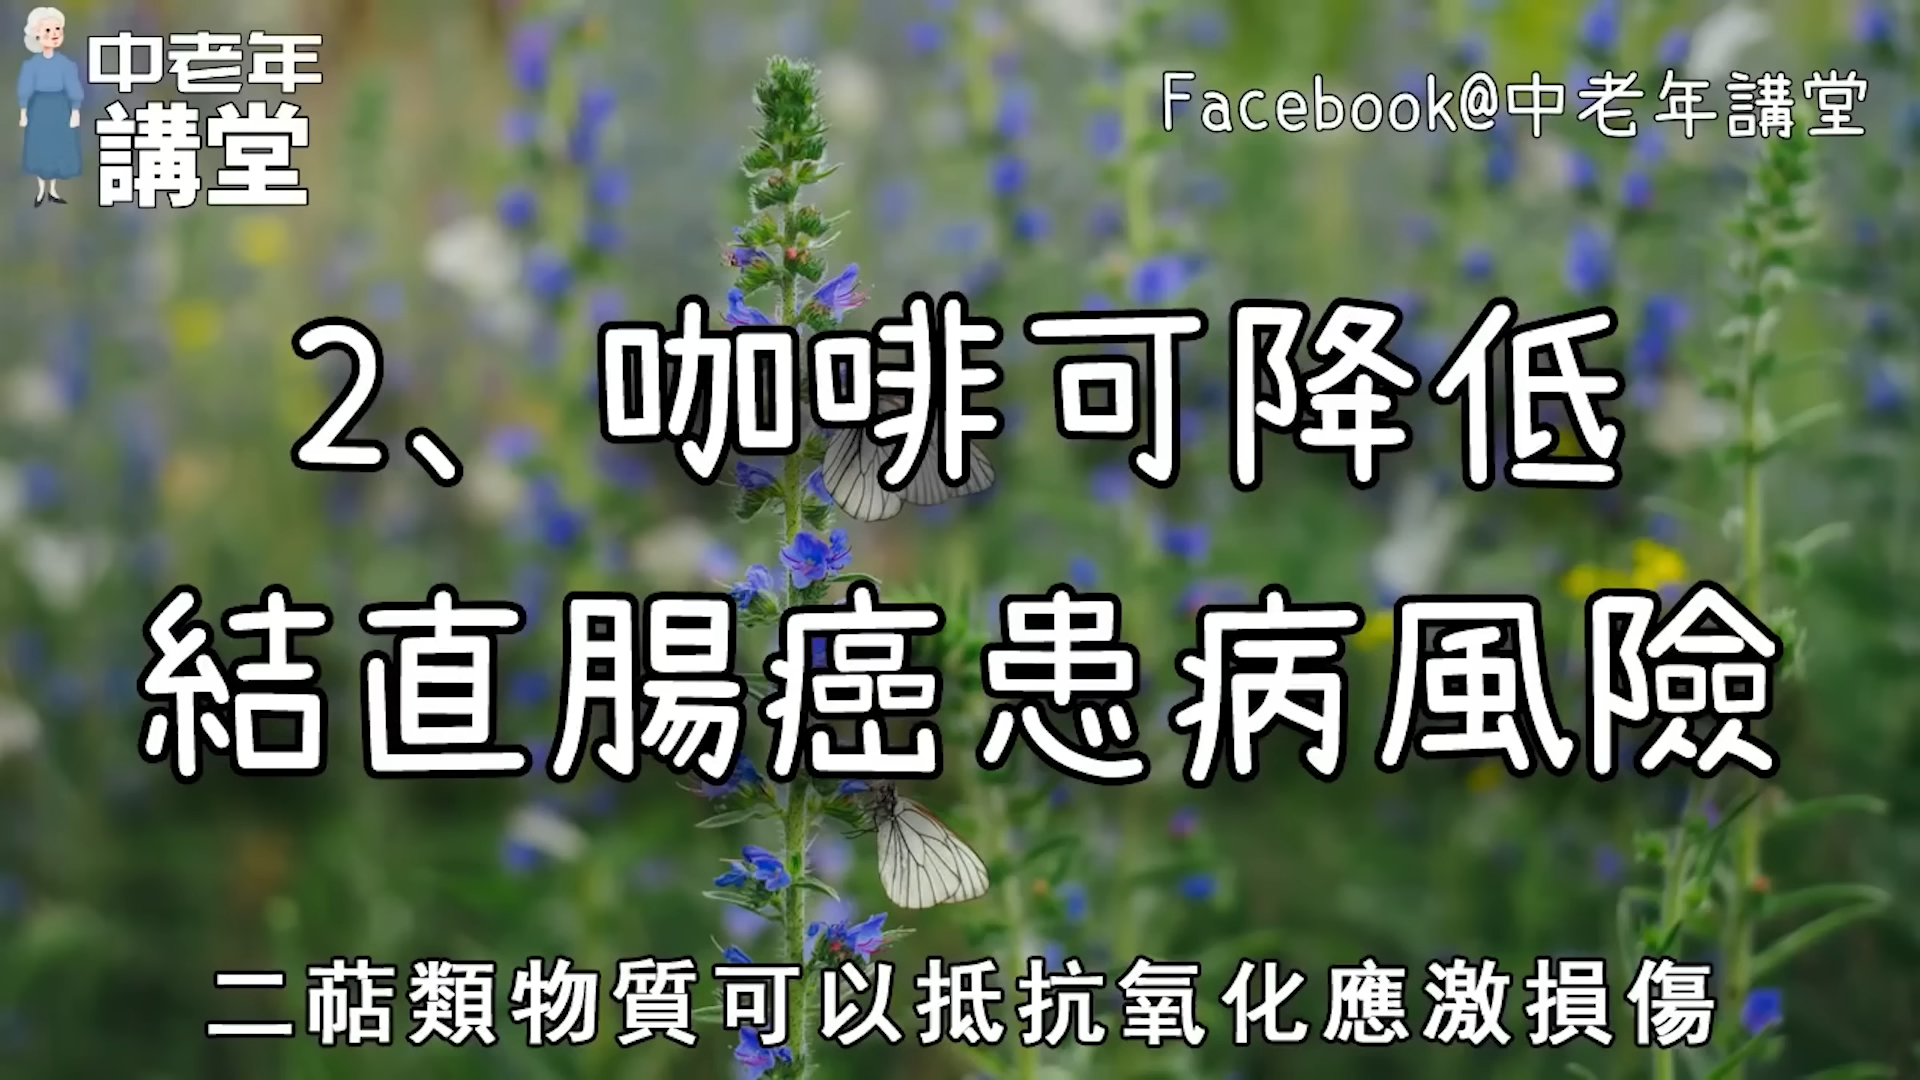 中老年
講堂
Facebook@中老年講堂
2、咖啡可降低
結直腸癌患病風險
二萜類物質可以抵抗氧化應激損傷